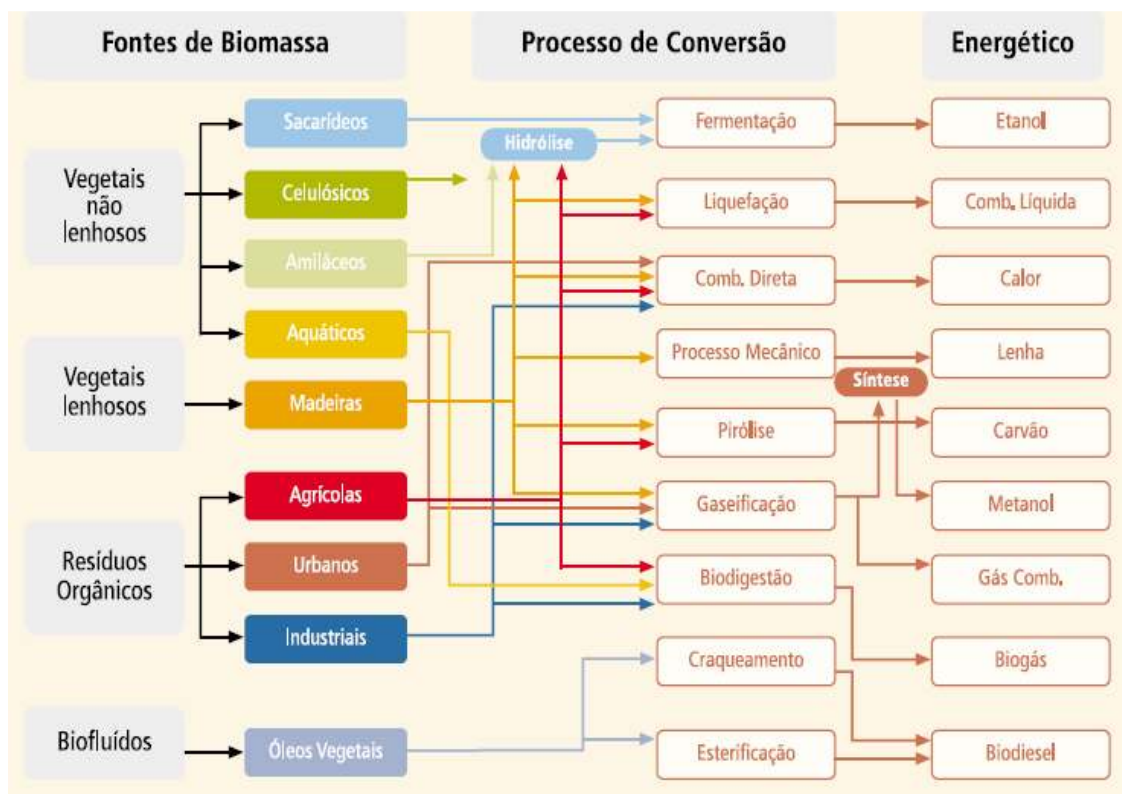 Fontes de Biomassa
Processo de Conversão
Energético
Vegetais
não
lenhosos
Vegetais
lenhosos
Resíduos
Orgânicos
Biofluídos
Sacarídeos
Celulósicos
Amiláceos
Aquáticos
Madeiras
Agrícolas
Urbanos
Industriais
Óleos Vegetais
Hidrólise
Fermentação
Liquefação
Comb. Direta
Processo Mecânico
Pirólise
Gaseificação
Biodigestão
Craqueamento
Esterificação
Síntese
Etanol
Comb. Líquida
Calor
Lenha
Carvão
Metanol
Gás Comb.
Biogás
Biodiesel